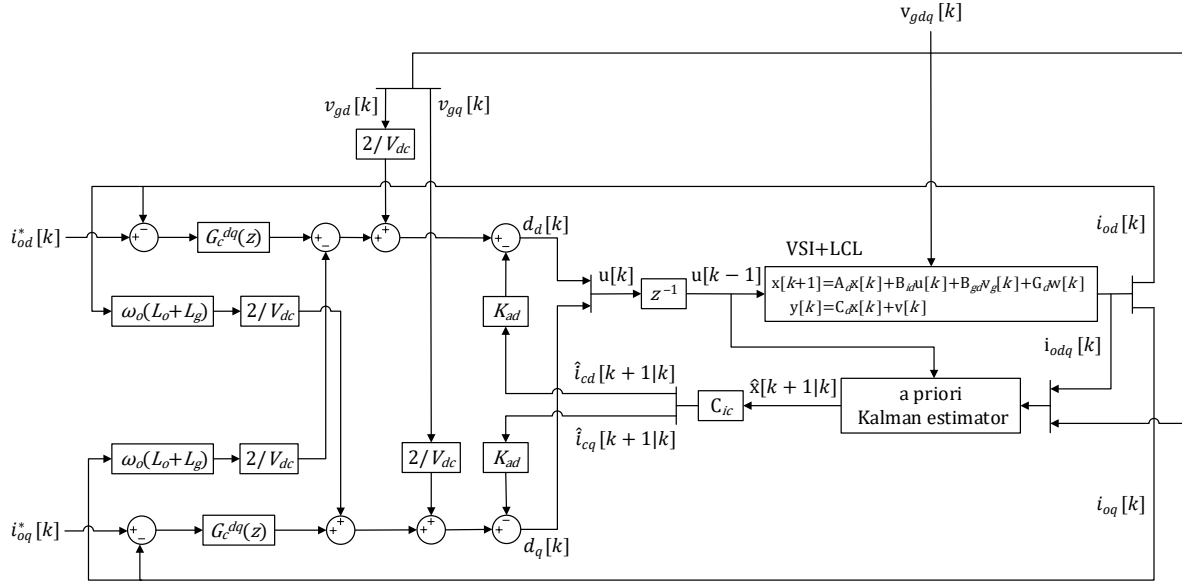 v_gdq[k]
v_gd[k] v_gq[k]
2/V_dc
i*_od[k] + − G_c^dq(z) + − + + + − d_d[k] i_od[k]
VSI+LCL
u[k] z⁻¹ u[k−1] x[k+1]=A_d x[k]+B_id u[k]+B_gd v_g[k]+G_d w[k]
y[k]=C_d x[k]+v[k]
ω_o(L_o+L_g) 2/V_dc K_ad
i_odq[k]
î_cd[k+1|k] C_ic x̂[k+1|k] a priori
Kalman estimator
î_cq[k+1|k]
ω_o(L_o+L_g) 2/V_dc 2/V_dc K_ad
i*_oq[k] + − G_c^dq(z) + + + + + − d_q[k] i_oq[k]